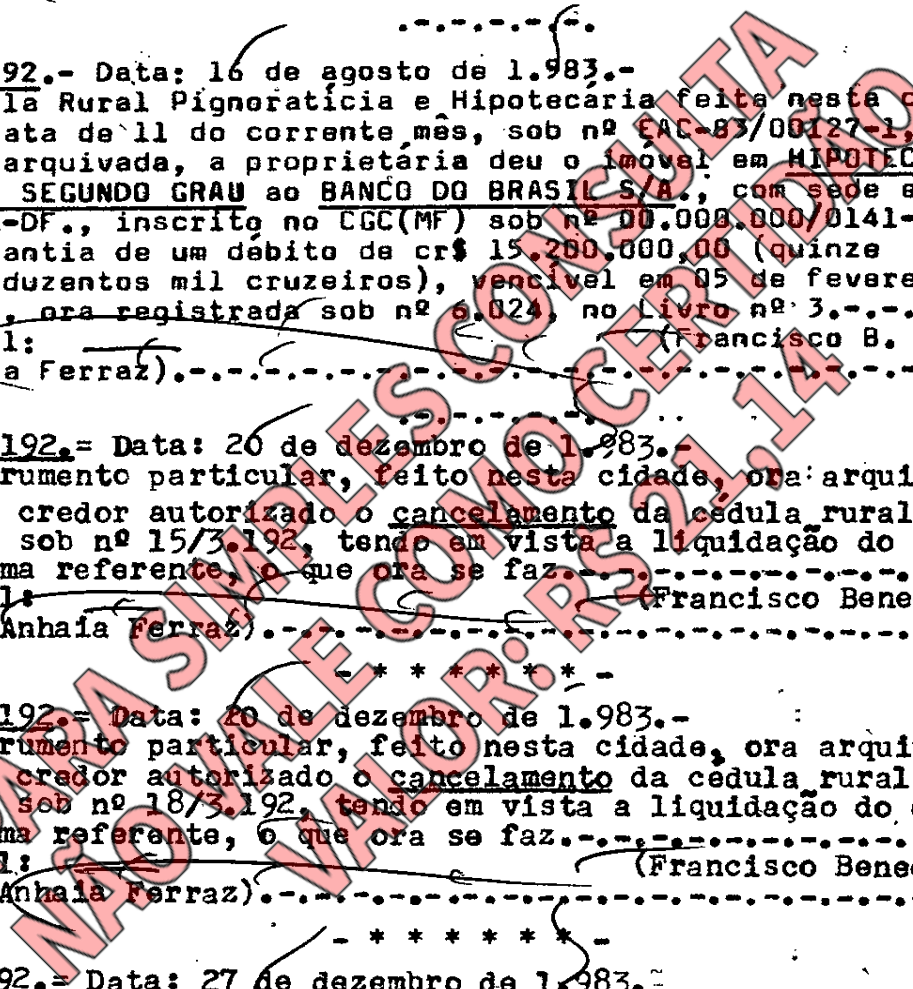 .-.-.-.-.-.
92.- Data: 16 de agosto de 1.983.-
la Rural Pignoratícia e Hipotecária feita nesta c
ata de 11 do corrente mês, sob nº EAC-83/00127-1,
arquivada, a proprietária deu o imóvel em HIPOTEC
SEGUNDO GRAU ao BANCO DO BRASIL S/A., com sede e
-DF., inscrito no CGC(MF) sob nº 00.000.000/0141-
antia de um débito de cr$ 15.200.000,00 (quinze
duzentos mil cruzeiros), vencível em 05 de fevere
, ora registrada sob nº 6.024, no Livro nº 3.-.-.
l: (Francisco B.
a Ferraz).-.-.-.-.-.-.-.-.-.-.-.-.-.-.-.-.-.-
.-.-.-.-.-.
192.= Data: 20 de dezembro de 1.983.-
rumento particular, feito nesta cidade, ora arqui
credor autorizado o cancelamento da cédula rural
sob nº 15/3.192, tendo em vista a liquidação do
ma referente, o que ora se faz.-.-.-.-.-.-.-.-.
l: (Francisco Bene
Anhaia Ferraz).-.-.-.-.-.-.-.-.-.-.-.-.-.-.-.-.
- * * * * * * -
192.= Data: 20 de dezembro de 1.983.-
rumento particular, feito nesta cidade, ora arqui
credor autorizado o cancelamento da cedula rural
sob nº 18/3.192, tendo em vista a liquidação do
ma referente, o que ora se faz.-.-.-.-.-.-.-.-.
l: (Francisco Bene
Anhaia Ferraz).-.-.-.-.-.-.-.-.-.-.-.-.-.-.-.-.
- * * * * * * -
92.= Data: 27 de dezembro de 1.983.-
PARA SIMPLES CONSULTA
NÃO VALE COMO CERTIDÃO
VALOR: RS 21,14